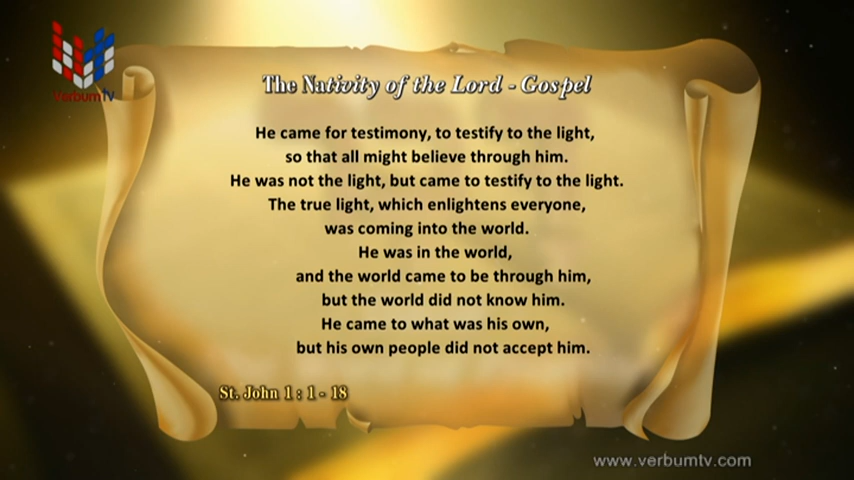 VerbumTV
The Nativity of the Lord - Gospel
He came for testimony, to testify to the light,
so that all might believe through him.
He was not the light, but came to testify to the light.
The true light, which enlightens everyone,
was coming into the world.
He was in the world,
and the world came to be through him,
but the world did not know him.
He came to what was his own,
but his own people did not accept him.
St. John 1 : 1 - 18
www.verbumtv.com